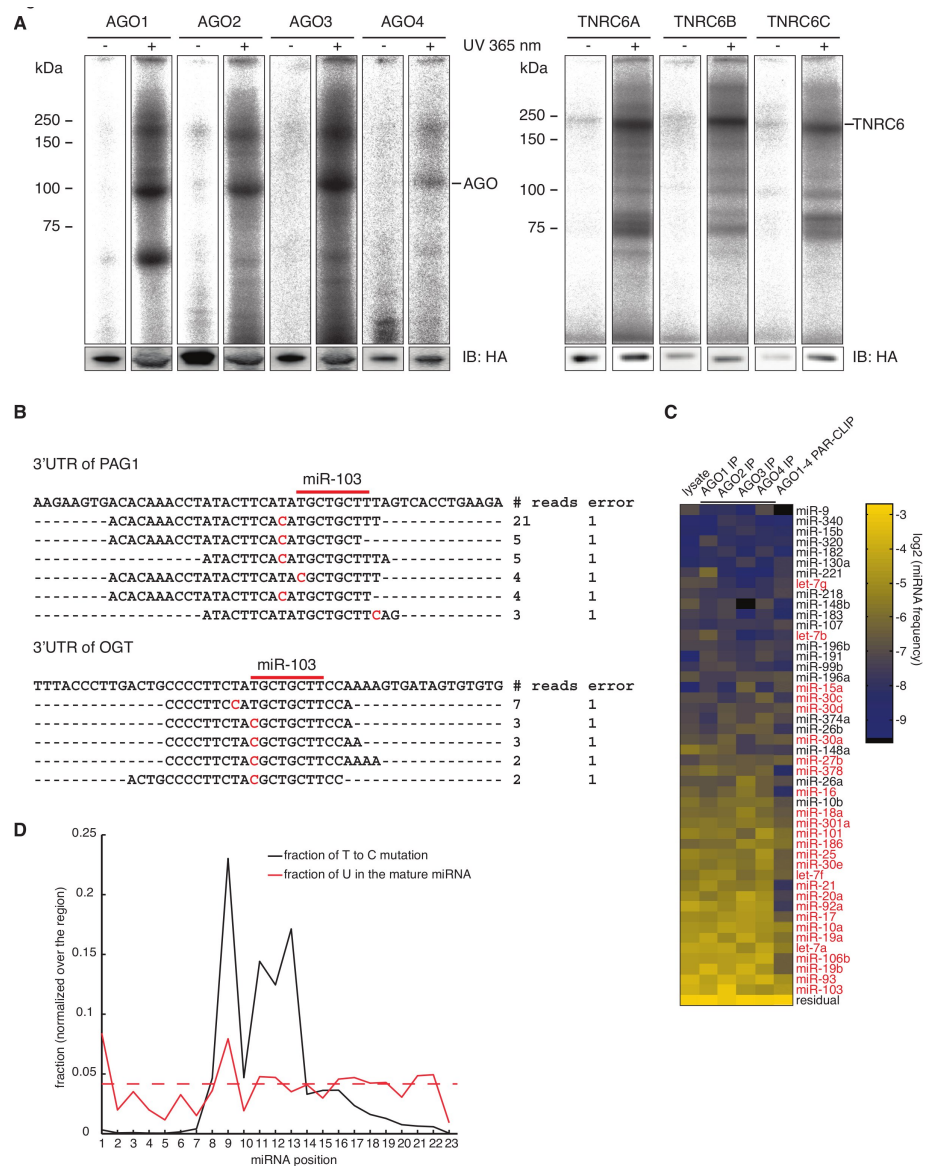 A
AGO1 AGO2 AGO3 AGO4
- + - + - + - + UV 365 nm
kDa
250
150
100
75
AGO
IB: HA
TNRC6A TNRC6B TNRC6C
- + - + - +
kDa
250
150
100
75
TNRC6
IB: HA
B
3'UTR of PAG1
miR-103
AAGAAGTGACACAAACCTATACTTCATATGCTGCTTTAGTCACCTGAAGA # reads error
--------ACACAAACCTATACTTCACATGCTGCTTT------------- 21 1
--------ACACAAACCTATACTTCACATGCTGCT--------------- 5 1
------------------ATACTTCACATGCTGCTTTA------------ 5 1
--------ACACAAACCTATACTTCATACGCTGCTTT------------- 4 1
--------ACACAAACCTATACTTCACATGCTGCTT-------------- 4 1
------------------ATACTTCATATGCTGCTTCAG----------- 3 1
3'UTR of OGT
miR-103
TTTACCCTTGACTGCCCCTTCTATGCTGCTTCCAAAAGTGATAGTGTGTG # reads error
--------------CCCCTTCCATGCTGCTTCCA---------------- 7 1
--------------CCCCTTCTACGCTGCTTCCA---------------- 3 1
--------------CCCCTTCTACGCTGCTTCCAA--------------- 3 1
--------------CCCCTTCTACGCTGCTTCCAAAA------------- 2 1
----------ACTGCCCCTTCTACGCTGCTTCC----------------- 2 1
C
lysate
AGO1 IP
AGO2 IP
AGO3 IP
AGO4 IP
AGO1-4 PAR-CLIP
miR-9
miR-340
miR-15b
miR-320
miR-182
miR-130a
miR-221
let-7g
miR-218
miR-148b
miR-183
miR-107
let-7b
miR-196b
miR-191
miR-99b
miR-196a
miR-15a
miR-30c
miR-30d
miR-374a
miR-26b
miR-30a
miR-148a
miR-27b
miR-378
miR-26a
miR-16
miR-10b
miR-18a
miR-301a
miR-101
miR-186
miR-25
miR-30e
let-7f
miR-21
miR-20a
miR-92a
miR-17
miR-10a
miR-19a
let-7a
miR-106b
miR-19b
miR-93
miR-103
residual
-3
-4
-5
-6
-7
-8
-9
log2 (miRNA frequency)
D
fraction (normalized over the region)
0.25
0.2
0.15
0.1
0.05
0
fraction of T to C mutation
fraction of U in the mature miRNA
1 2 3 4 5 6 7 8 9 10 11 12 13 14 15 16 17 18 19 20 21 22 23
miRNA position